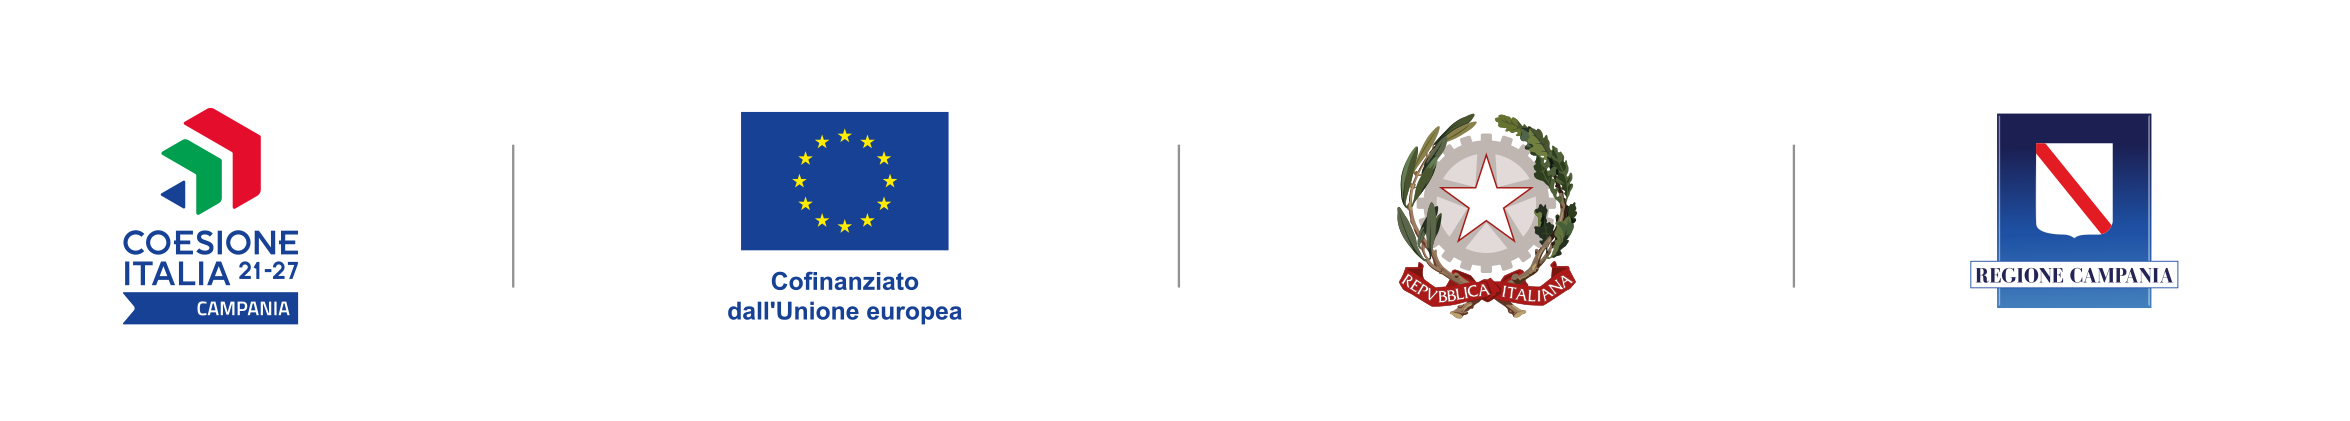 COESIONE
ITALIA 21-27
CAMPANIA
Cofinanziato
dall'Unione europea
REPVBBLICA ITALIANA
REGIONE CAMPANIA